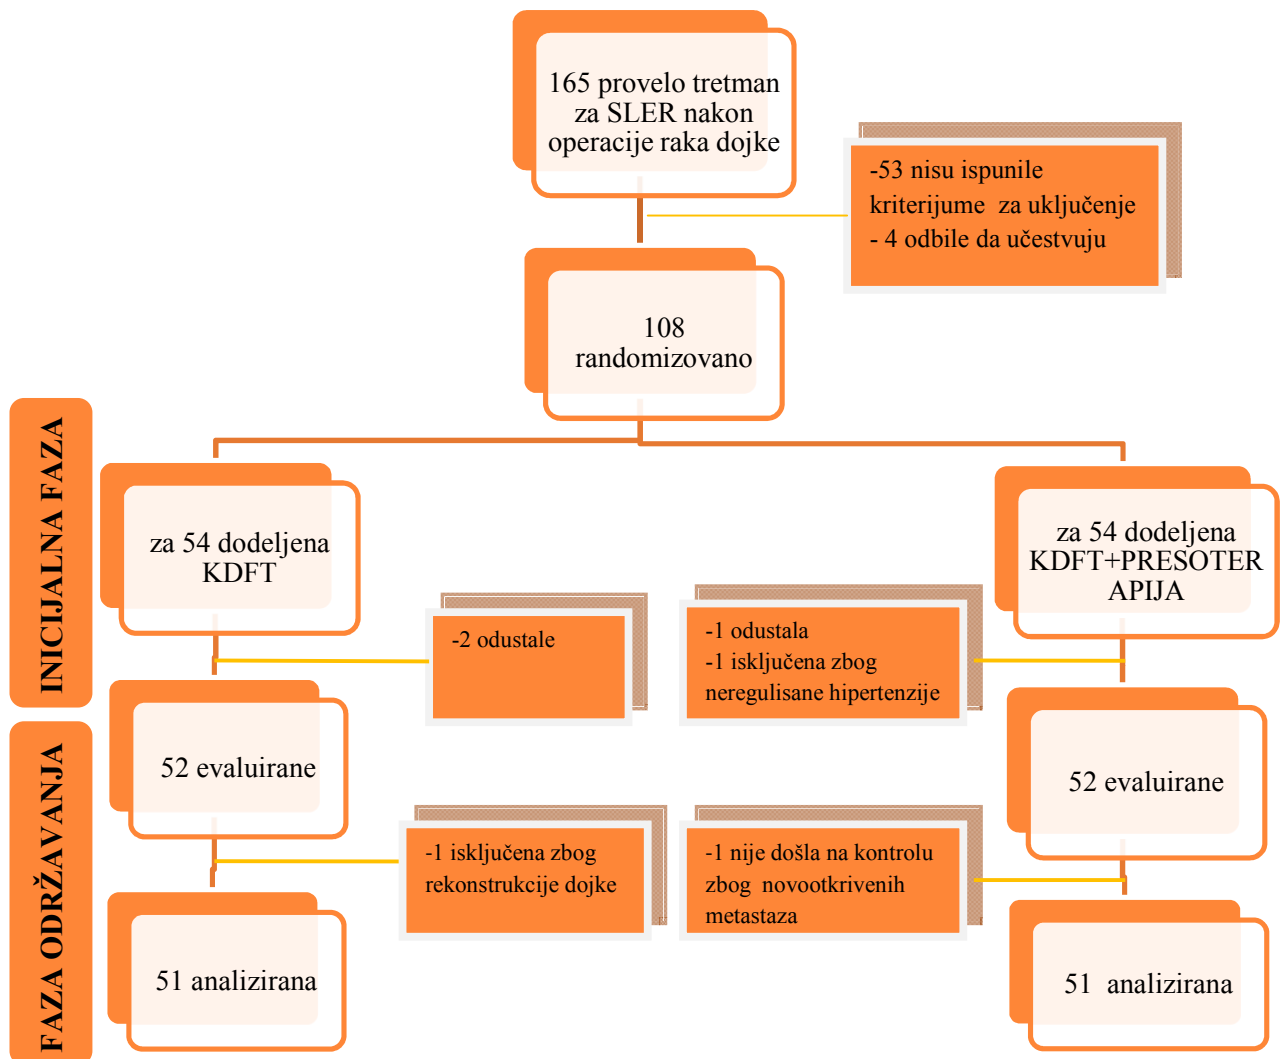 165 provelo tretman
za SLER nakon
operacije raka dojke
-53 nisu ispunile
kriterijume za uključenje
- 4 odbile da učestvuju
108
randomizovano
INICIJALNA FAZA
za 54 dodeljena
KDFT
za 54 dodeljena
KDFT+PRESOTER
APIJA
-2 odustale
-1 odustala
-1 isključena zbog
neregulisane hipertenzije
FAZA ODRŽAVANJA
52 evaluirane
52 evaluirane
-1 isključena zbog
rekonstrukcije dojke
-1 nije došla na kontrolu
zbog novootkrivenih
metastaza
51 analizirana
51 analizirana